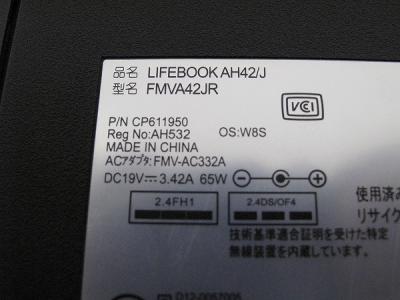 品名 LIFEBOOK AH42/J
型名 FMVA42JR
VCI
P/N CP611950
Reg No:AH532 OS:W8S
MADE IN CHINA
ACアダプタ: FMV-AC332A
DC19V 3.42A 65W
2.4FH1 2.4DS/OF4
使用済み
リサイク
技術基準適合証明を受けた特定
無線装置を内蔵しています。